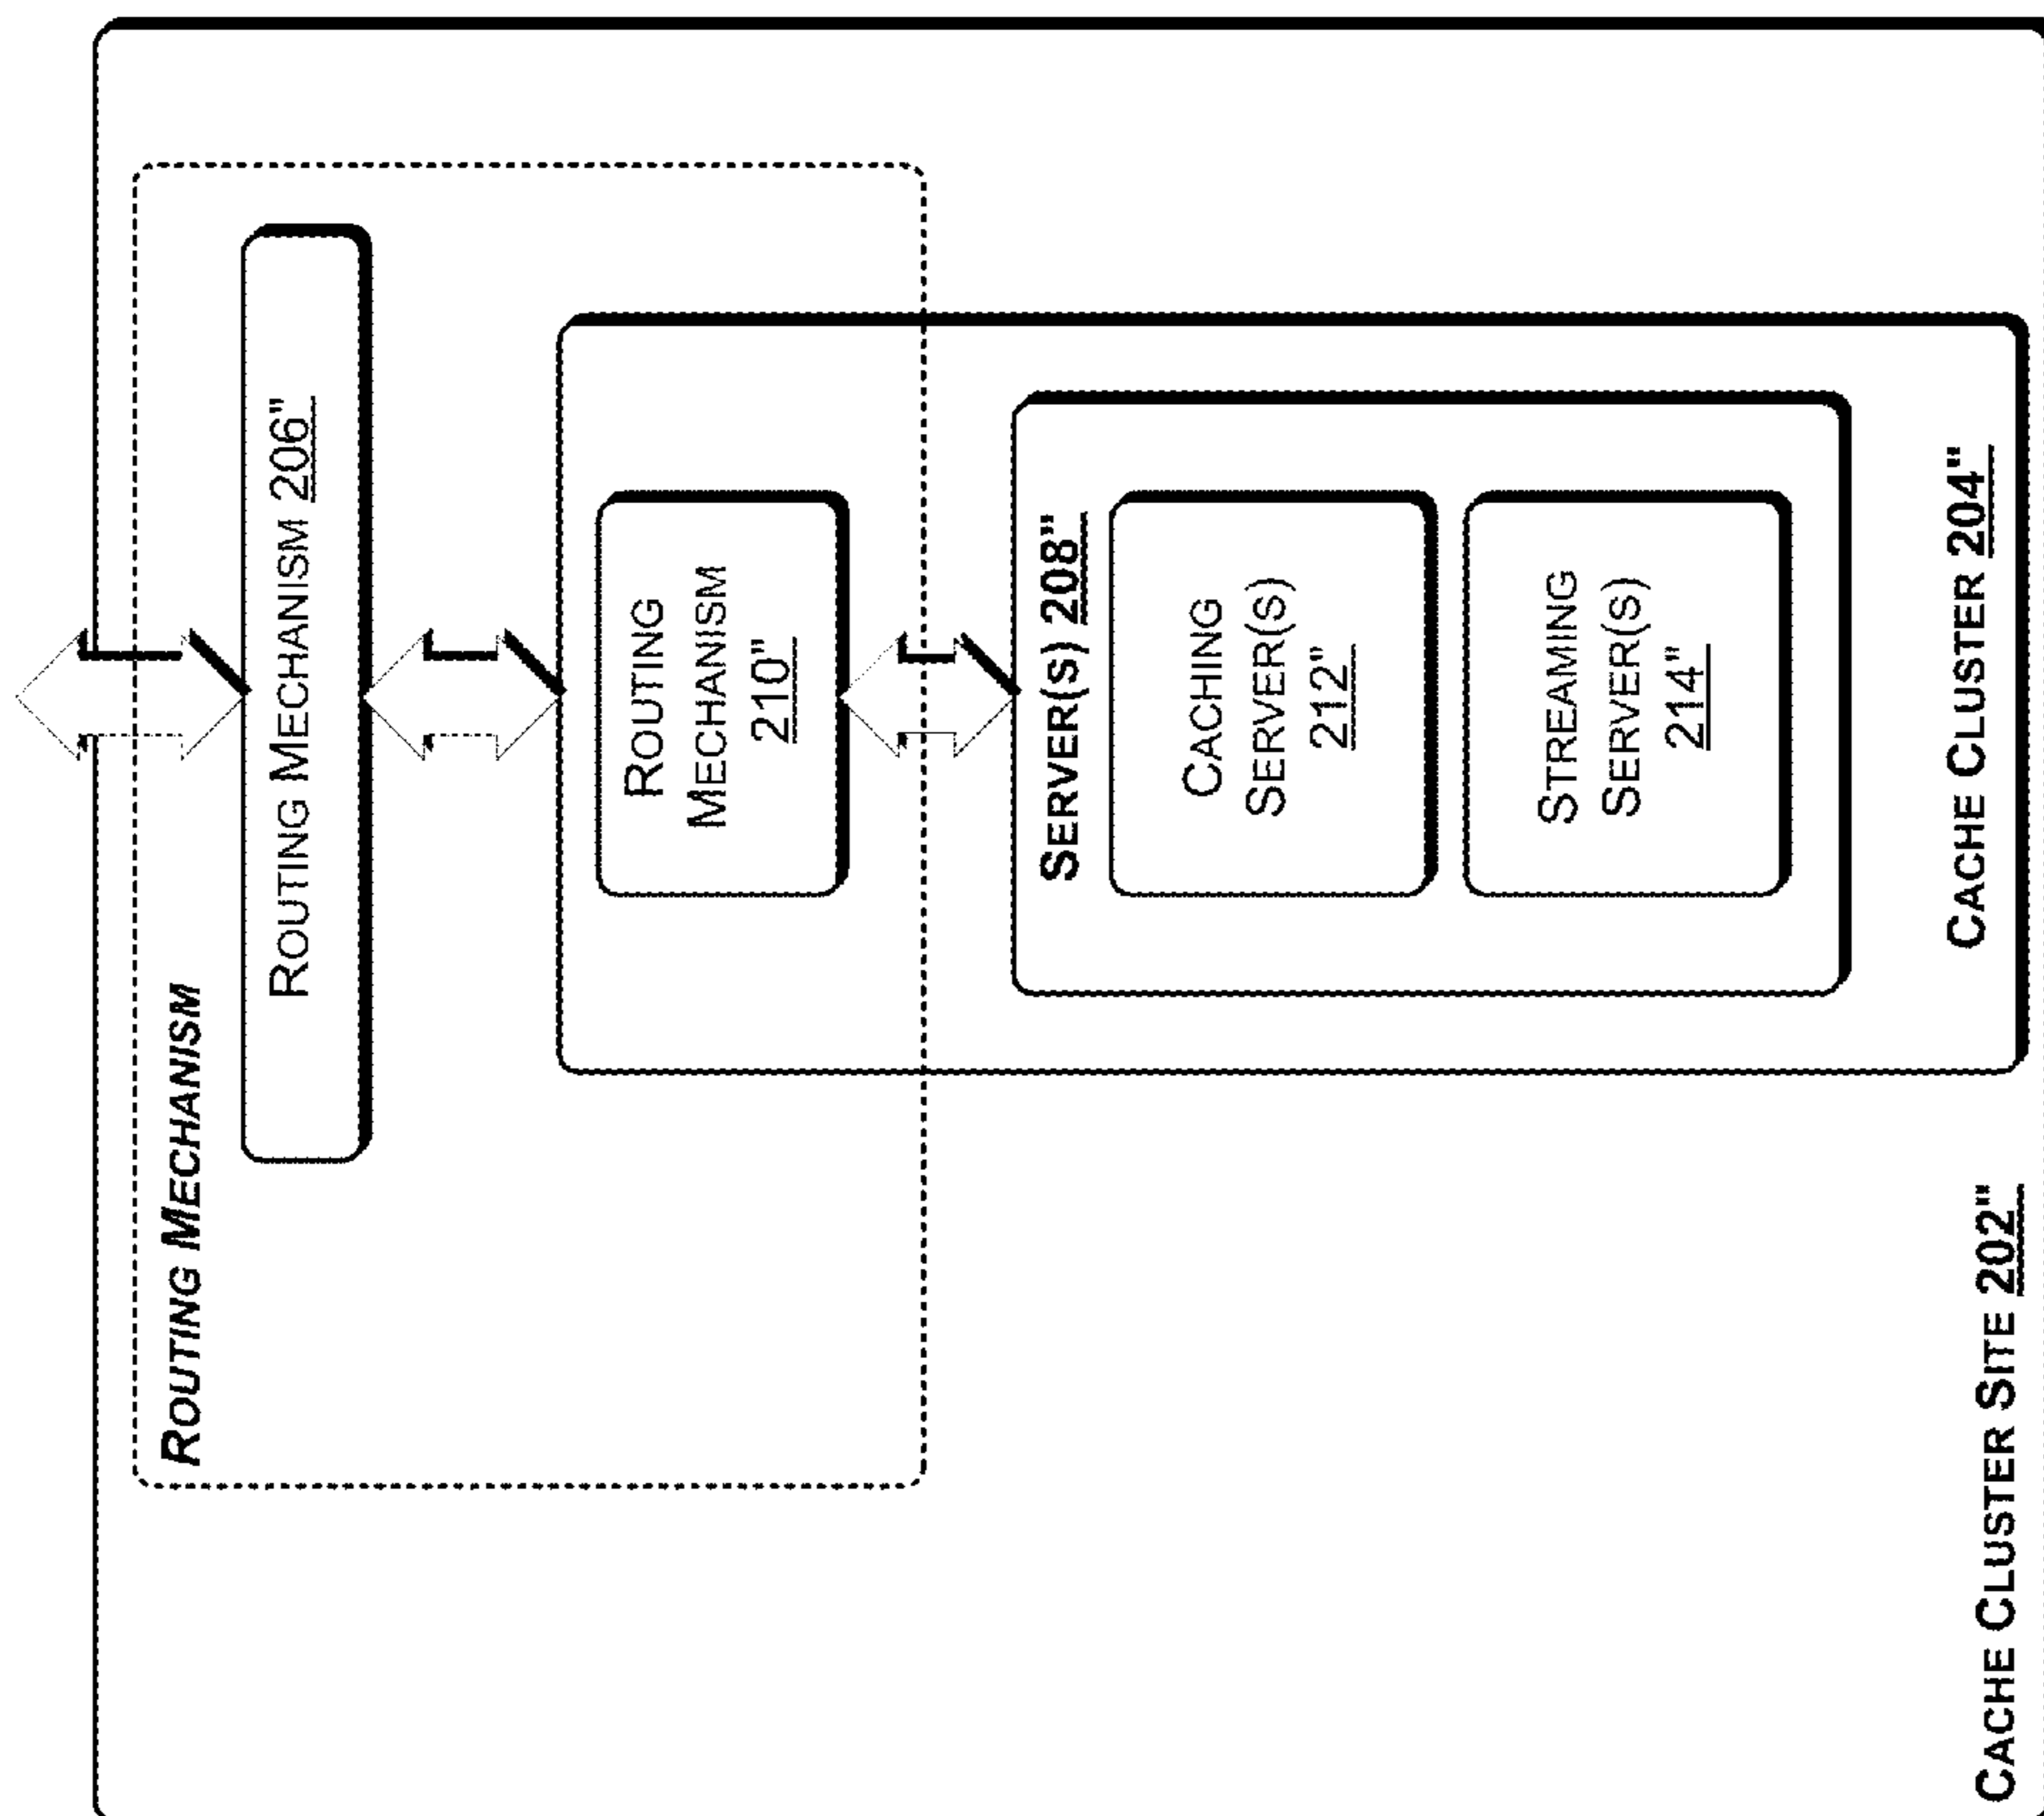 ROUTING MECHANISM
ROUTING MECHANISM 206"
ROUTING
MECHANISM
210"
SERVER(S) 208"
CACHING
SERVER(S)
212"
STREAMING
SERVER(S)
214"
CACHE CLUSTER 204"
CACHE CLUSTER SITE 202"